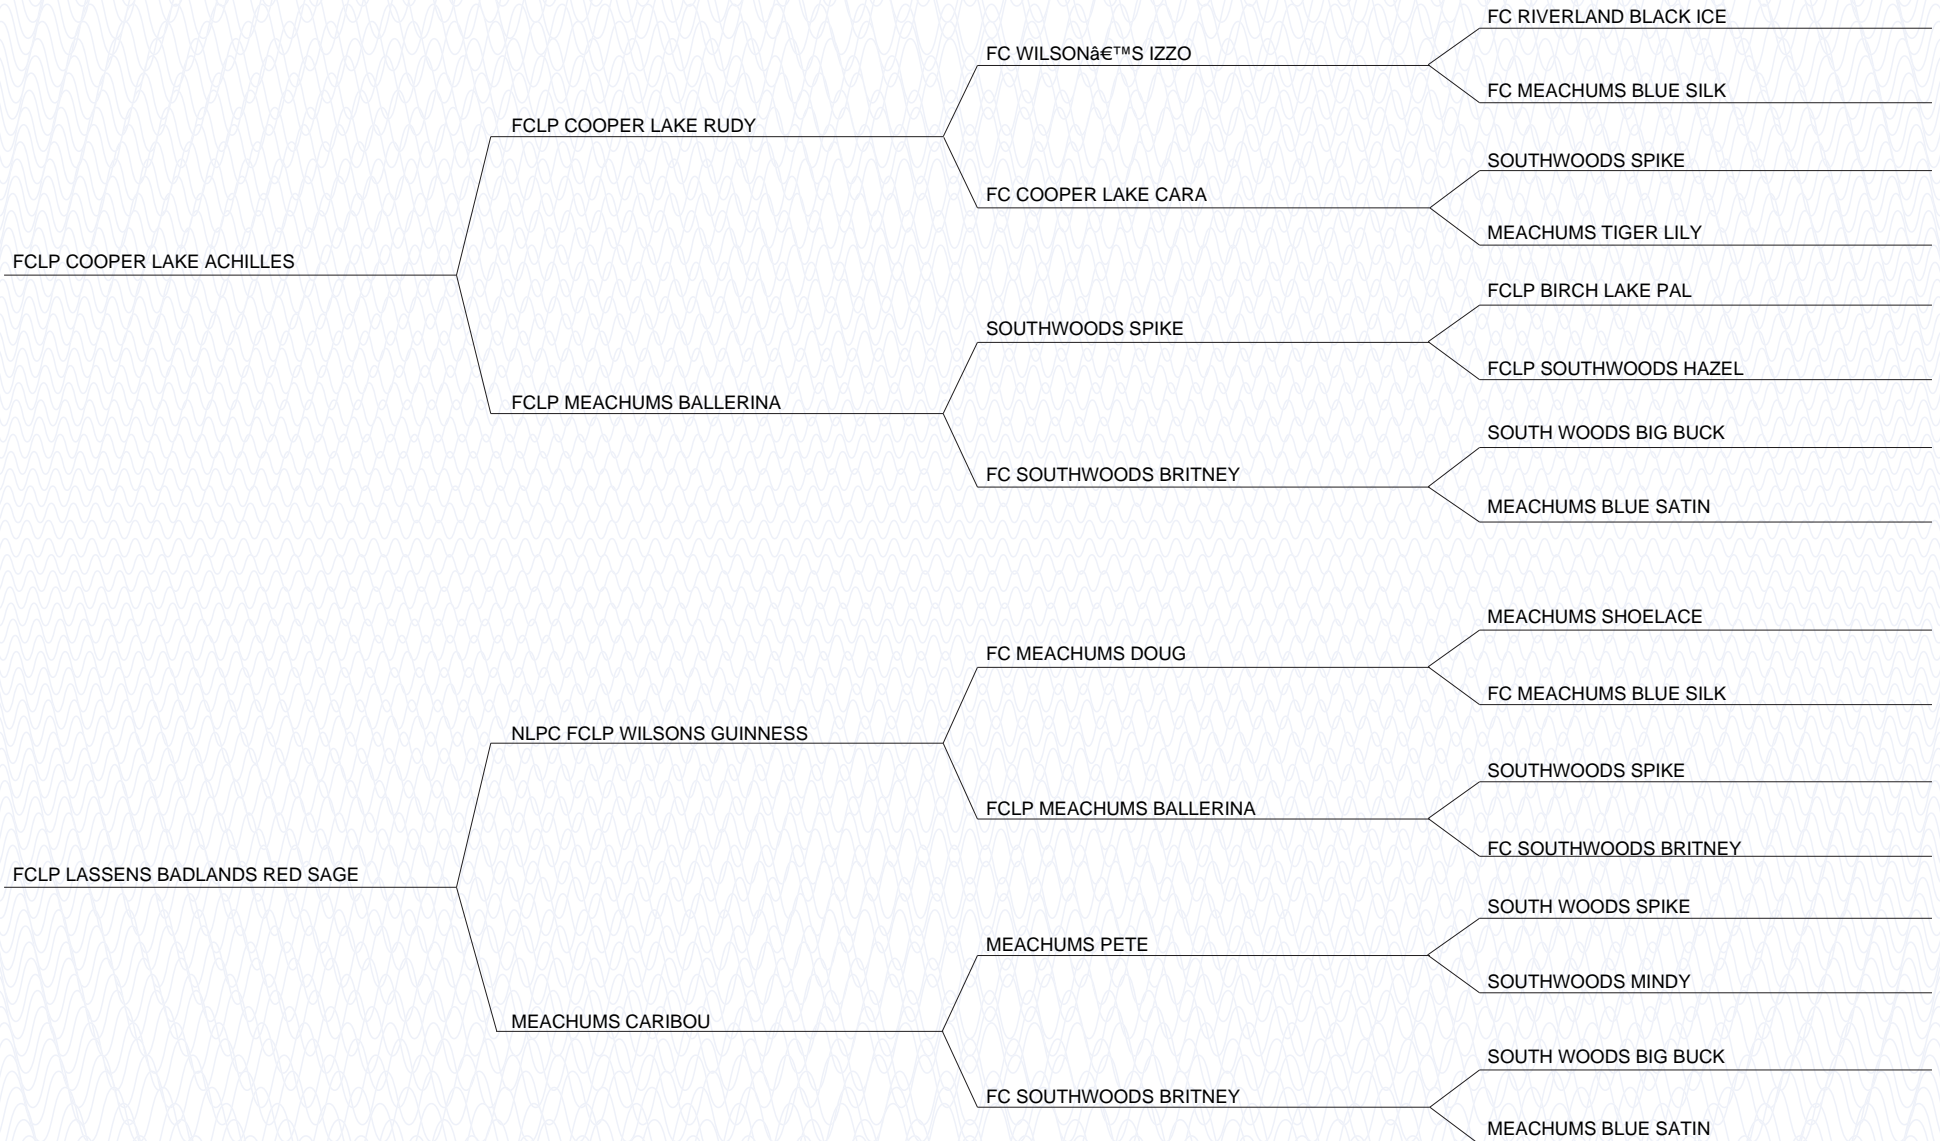 FC RIVERLAND BLACK ICE
FC WILSONâ€™S IZZO
FC MEACHUMS BLUE SILK
FCLP COOPER LAKE RUDY
SOUTHWOODS SPIKE
FC COOPER LAKE CARA
MEACHUMS TIGER LILY
FCLP COOPER LAKE ACHILLES
FCLP BIRCH LAKE PAL
SOUTHWOODS SPIKE
FCLP SOUTHWOODS HAZEL
FCLP MEACHUMS BALLERINA
SOUTH WOODS BIG BUCK
FC SOUTHWOODS BRITNEY
MEACHUMS BLUE SATIN
MEACHUMS SHOELACE
FC MEACHUMS DOUG
FC MEACHUMS BLUE SILK
NLPC FCLP WILSONS GUINNESS
SOUTHWOODS SPIKE
FCLP MEACHUMS BALLERINA
FC SOUTHWOODS BRITNEY
FCLP LASSENS BADLANDS RED SAGE
SOUTH WOODS SPIKE
MEACHUMS PETE
SOUTHWOODS MINDY
MEACHUMS CARIBOU
SOUTH WOODS BIG BUCK
FC SOUTHWOODS BRITNEY
MEACHUMS BLUE SATIN